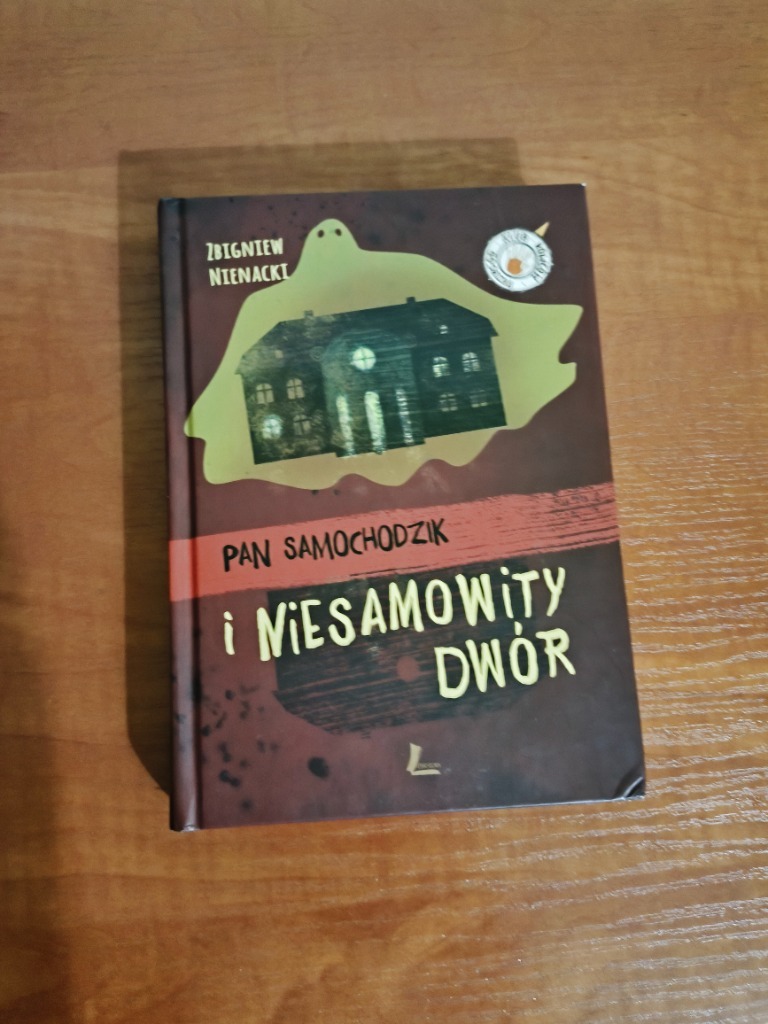 ZBIGNIEW
NIENACKI
PAN SAMOCHODZIK
i NiESAMOWiTY
DWÓR